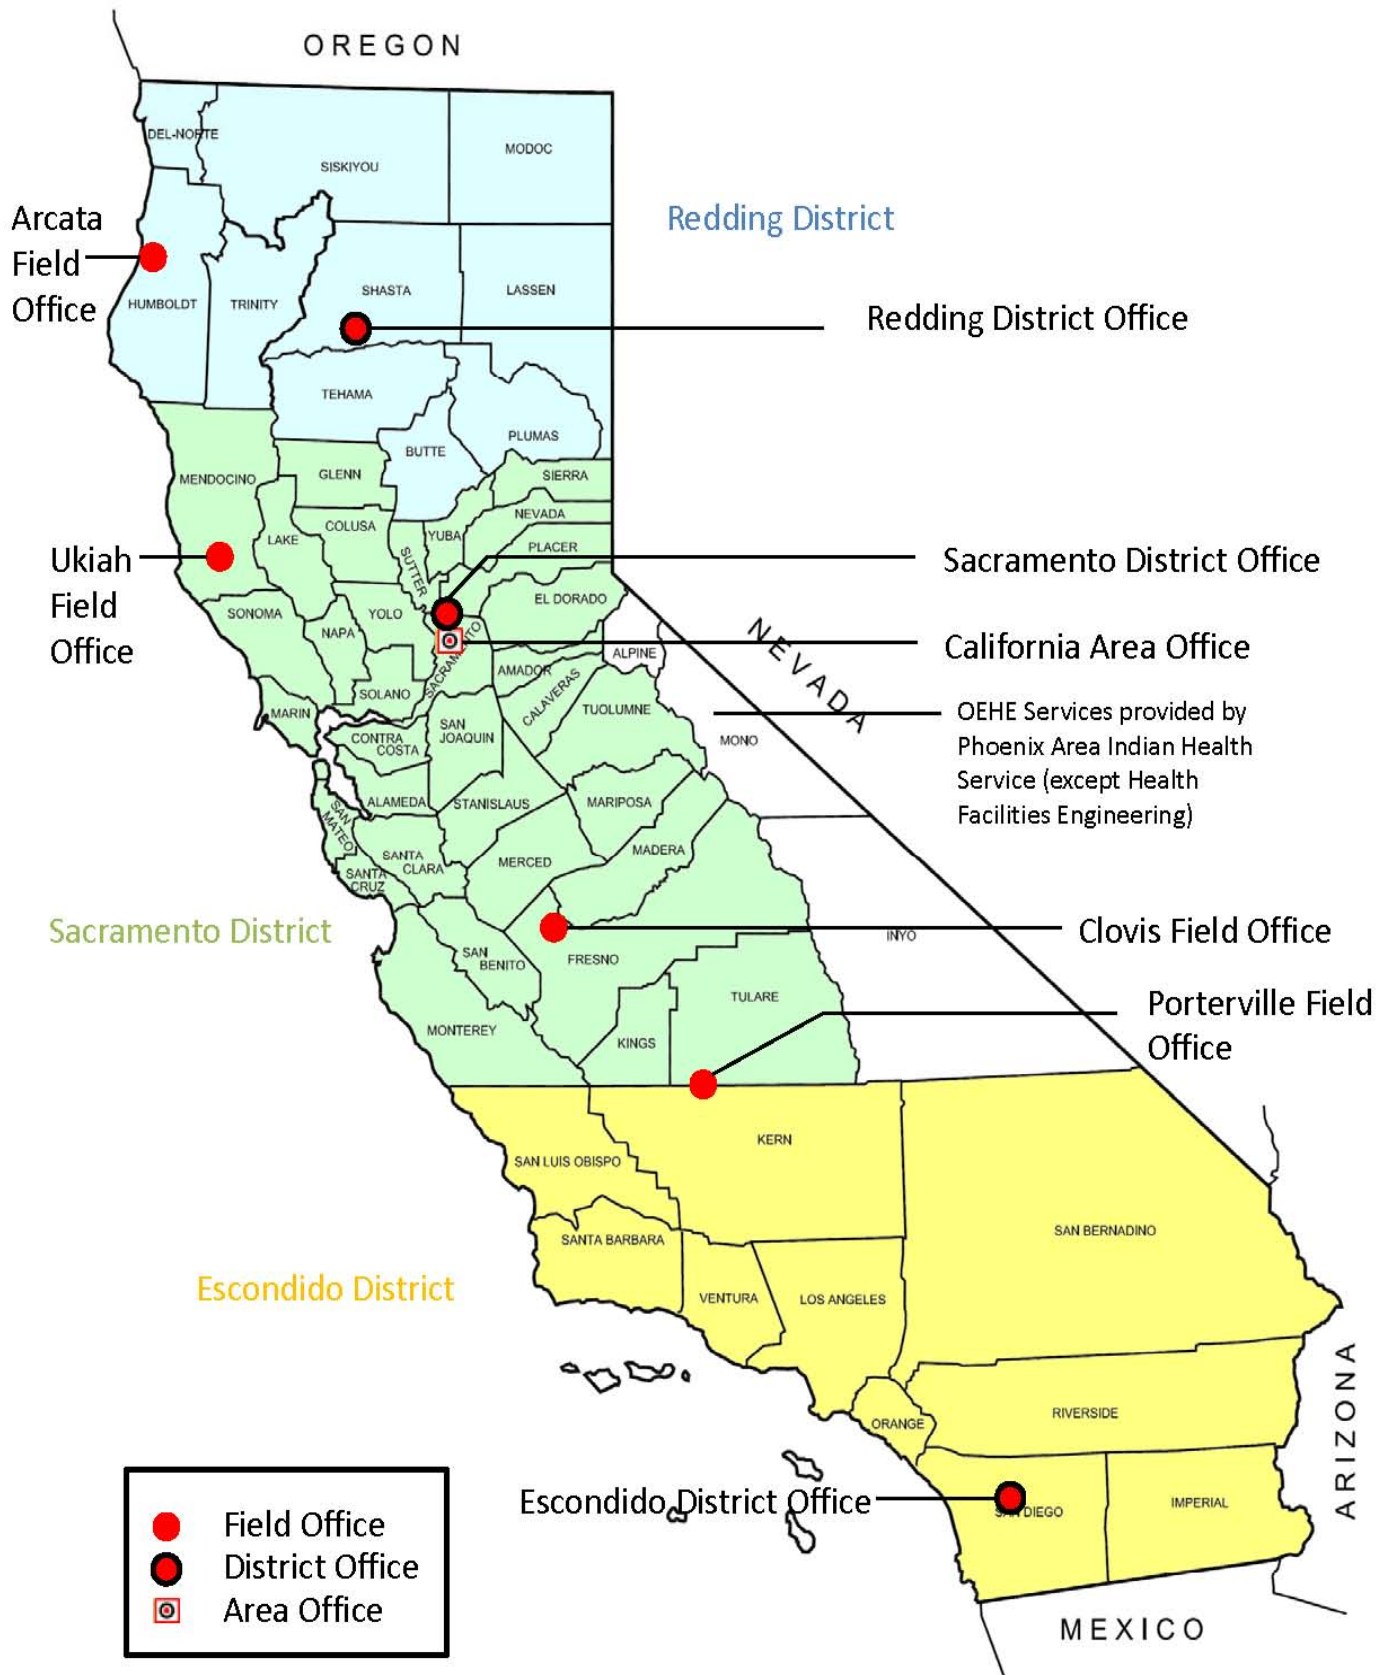 OREGON
DEL-NORTE
SISKIYOU
MODOC
Arcata
Field
Office
Redding District
HUMBOLDT
TRINITY
SHASTA
LASSEN
Redding District Office
TEHAMA
BUTTE
PLUMAS
MENDOCINO
GLENN
SIERRA
COLUSA
NEVADA
LAKE
YUBA
PLACER
SUTTER
Ukiah
Field
Office
Sacramento District Office
SONOMA
NAPA
YOLO
EL DORADO
SACRAMENTO
California Area Office
ALPINE
NEVADA
AMADOR
SOLANO
CALAVERAS
MARIN
TUOLUMNE
CONTRA
COSTA
SAN
JOAQUIN
MONO
OEHE Services provided by
Phoenix Area Indian Health
Service (except Health
Facilities Engineering)
ALAMEDA
STANISLAUS
MARIPOSA
SAN
MATEO
SANTA
CLARA
MERCED
MADERA
SANTA
CRUZ
Sacramento District
Clovis Field Office
INYO
SAN
BENITO
FRESNO
TULARE
Porterville Field
Office
MONTEREY
KINGS
KERN
SAN LUIS OBISPO
SAN BERNADINO
SANTA BARBARA
Escondido District
VENTURA
LOS ANGELES
ARIZONA
ORANGE
RIVERSIDE
Escondido District Office
SAN DIEGO
IMPERIAL
Field Office
District Office
Area Office
MEXICO